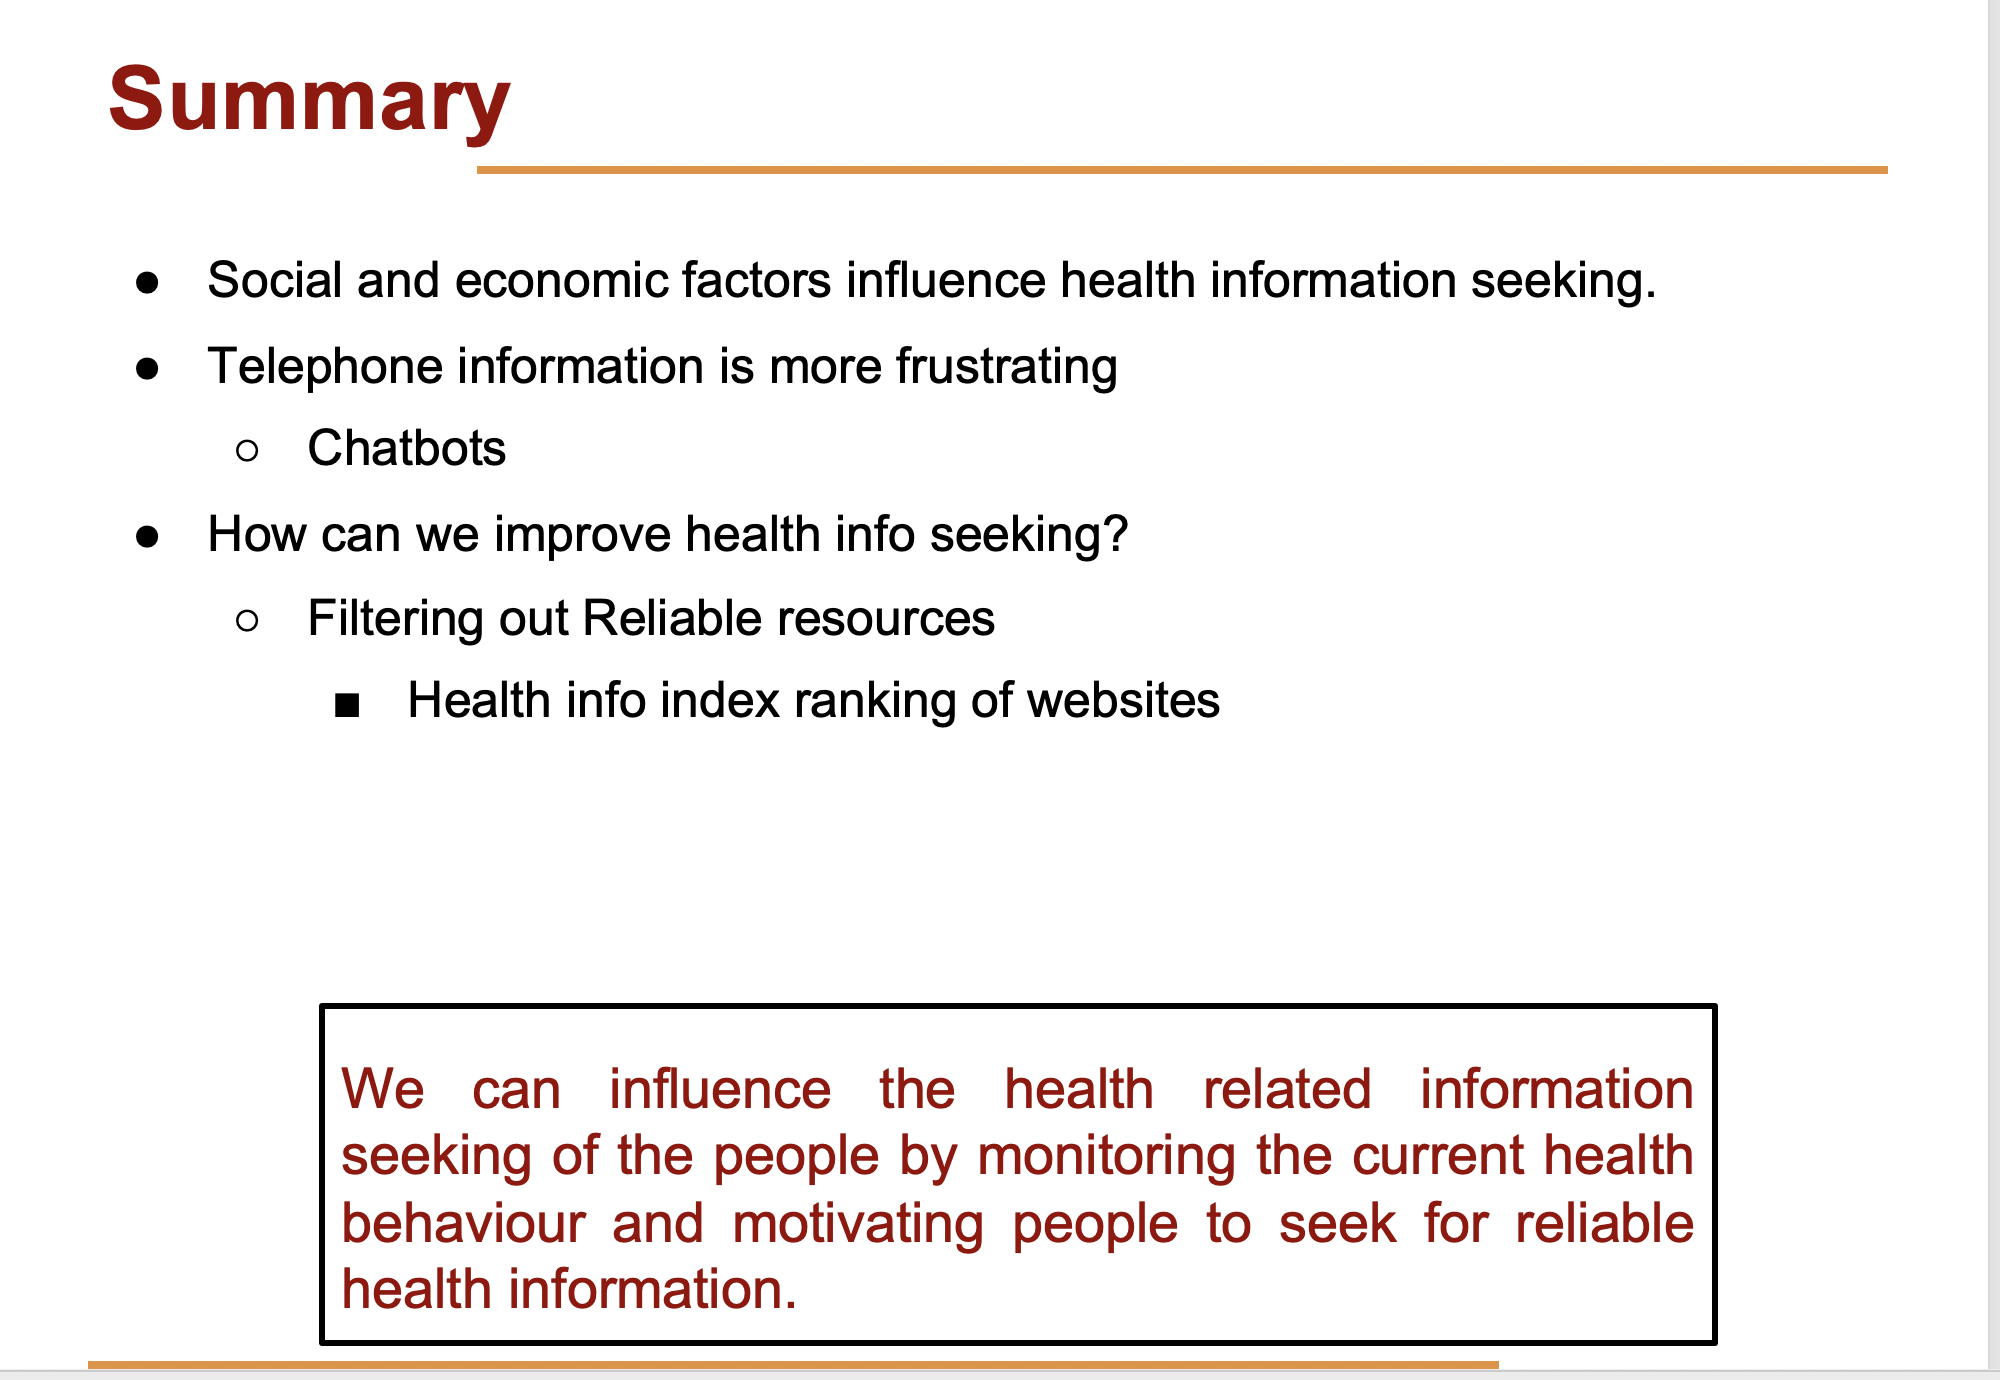 Summary
● Social and economic factors influence health information seeking.
● Telephone information is more frustrating
○ Chatbots
● How can we improve health info seeking?
○ Filtering out Reliable resources
■ Health info index ranking of websites
We can influence the health related information
seeking of the people by monitoring the current health
behaviour and motivating people to seek for reliable
health information.